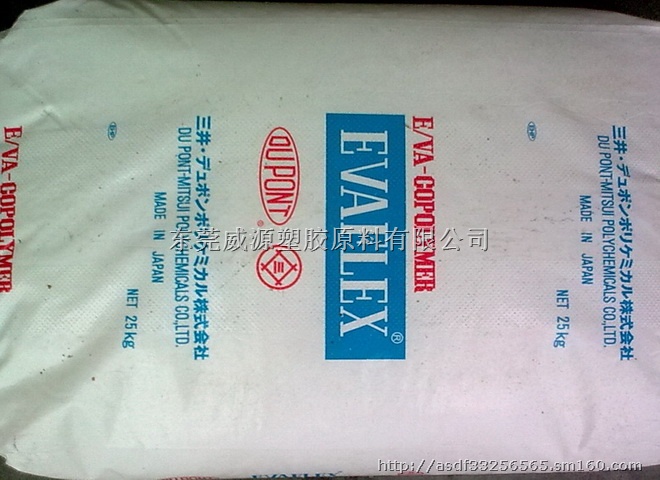 E/VA-COPOLYMER
三井・デュポンポリケミカル株式会社
DU PONT-MITSUI POLYCHEMICALS CO.,LTD.
MADE IN JAPAN
NET 25kg
DU PONT
®
EVAFLEX®
E/VA-COPOLYMER
三井・デュポンポリケミカル株式会社
DU PONT-MITSUI POLYCHEMICALS CO.,LTD.
MADE IN JAPAN
NET 25kg
东莞威源塑胶原料有限公司
EVAFLEX
http://asdf33256565.sm160.com